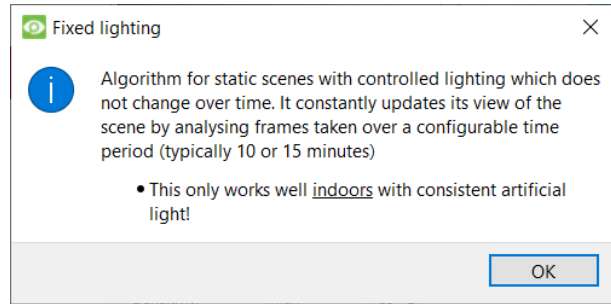 Fixed lighting
Algorithm for static scenes with controlled lighting which does
not change over time. It constantly updates its view of the
scene by analysing frames taken over a configurable time
period (typically 10 or 15 minutes)
• This only works well indoors with consistent artificial
light!
OK